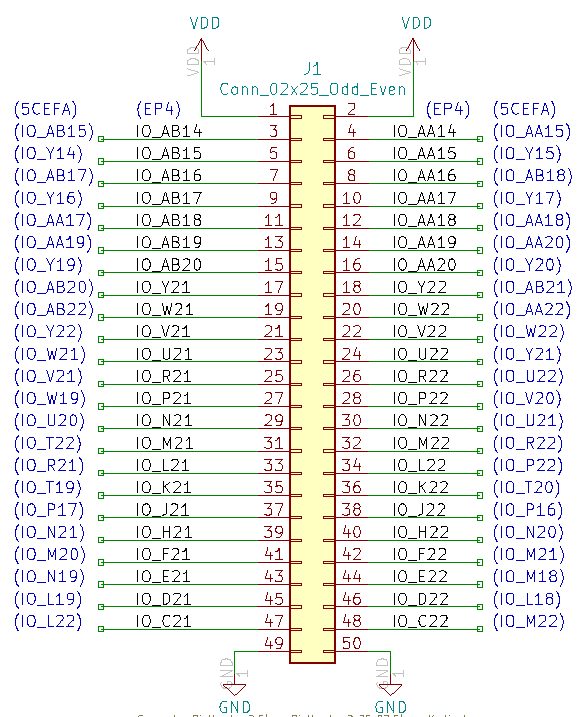 VDD VDD
VDD 1 VDD 1
J1
Conn_02x25_Odd_Even
(5CEFA) (EP4) 1 2 (EP4) (5CEFA)
(IO_AB15) IO_AB14 3 4 IO_AA14 (IO_AA15)
(IO_Y14) IO_AB15 5 6 IO_AA15 (IO_Y15)
(IO_AB17) IO_AB16 7 8 IO_AA16 (IO_AB18)
(IO_Y16) IO_AB17 9 10 IO_AA17 (IO_Y17)
(IO_AA17) IO_AB18 11 12 IO_AA18 (IO_AA18)
(IO_AA19) IO_AB19 13 14 IO_AA19 (IO_AA20)
(IO_Y19) IO_AB20 15 16 IO_AA20 (IO_Y20)
(IO_AB20) IO_Y21 17 18 IO_Y22 (IO_AB21)
(IO_AB22) IO_W21 19 20 IO_W22 (IO_AA22)
(IO_Y22) IO_V21 21 22 IO_V22 (IO_W22)
(IO_W21) IO_U21 23 24 IO_U22 (IO_Y21)
(IO_V21) IO_R21 25 26 IO_R22 (IO_U22)
(IO_W19) IO_P21 27 28 IO_P22 (IO_V20)
(IO_U20) IO_N21 29 30 IO_N22 (IO_U21)
(IO_T22) IO_M21 31 32 IO_M22 (IO_R22)
(IO_R21) IO_L21 33 34 IO_L22 (IO_P22)
(IO_T19) IO_K21 35 36 IO_K22 (IO_T20)
(IO_P17) IO_J21 37 38 IO_J22 (IO_P16)
(IO_N21) IO_H21 39 40 IO_H22 (IO_N20)
(IO_M20) IO_F21 41 42 IO_F22 (IO_M21)
(IO_N19) IO_E21 43 44 IO_E22 (IO_M18)
(IO_L19) IO_D21 45 46 IO_D22 (IO_L18)
(IO_L22) IO_C21 47 48 IO_C22 (IO_M22)
49 50
GND 1 GND 1
GND GND